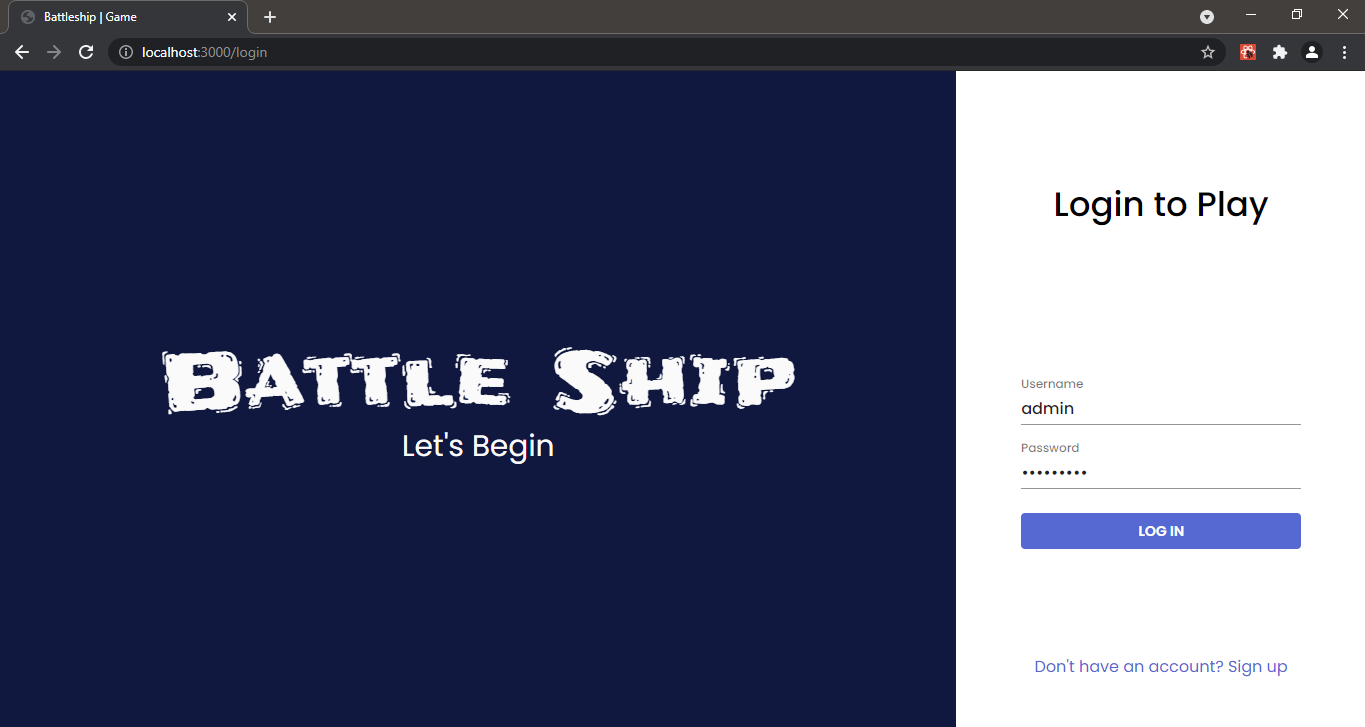 Battleship | Game
localhost:3000/login
BATTLE SHIP
Let's Begin
Login to Play
Username
admin
Password
•••••••••
LOG IN
Don't have an account? Sign up